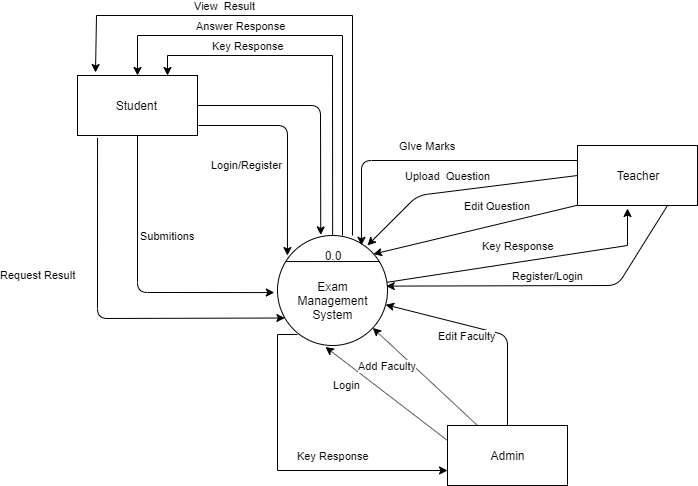 View Result
Answer Response
Key Response
Student
GIve Marks
Login/Register
Upload Question
Teacher
Edit Question
Submitions
Key Response
0.0
Request Result
Register/Login
Exam
Management
System
Edit Faculty
Add Faculty
Login
Key Response
Admin